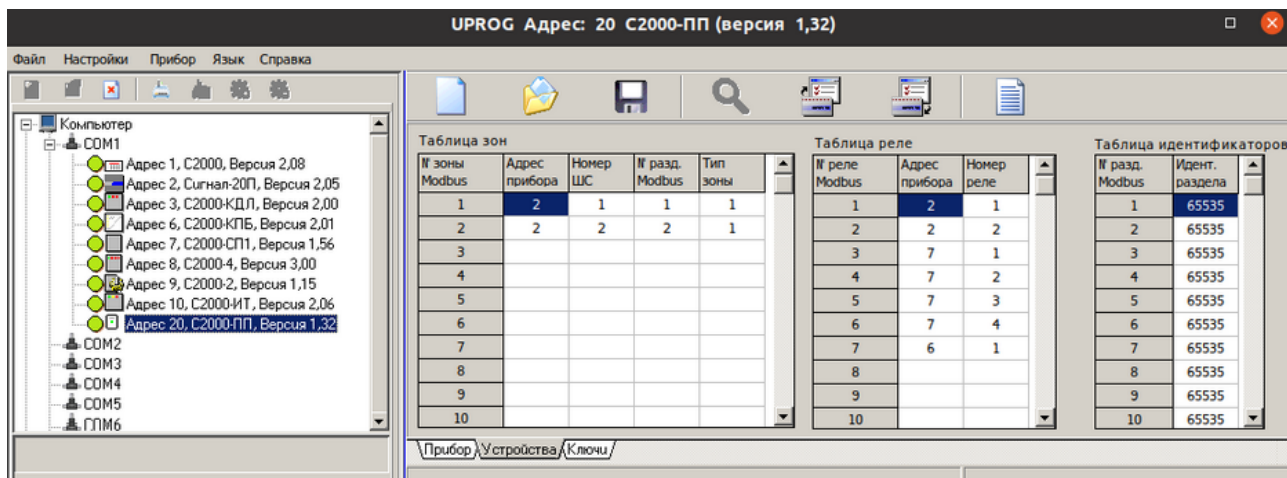 UPROG Адрес: 20 С2000-ПП (версия 1,32)
Файл Настройки Прибор Язык Справка
Компьютер
COM1
Адрес 1, С2000, Версия 2,08
Адрес 2, Сигнал-20П, Версия 2,05
Адрес 3, С2000-КДЛ, Версия 2,00
Адрес 6, С2000-КПБ, Версия 2,01
Адрес 7, С2000-СП1, Версия 1,56
Адрес 8, С2000-4, Версия 3,00
Адрес 9, С2000-2, Версия 1,15
Адрес 10, С2000-ИТ, Версия 2,06
Адрес 20, С2000-ПП, Версия 1,32
COM2
COM3
COM4
COM5
COM6
Таблица зон
№ зоны Modbus Адрес прибора Номер ШС № разд. Modbus Тип зоны
1 2 1 1 1
2 2 2 2 1
3
4
5
6
7
8
9
10
Таблица реле
№ реле Modbus Адрес прибора Номер реле
1 2 1
2 2 2
3 7 1
4 7 2
5 7 3
6 7 4
7 6 1
8
9
10
Таблица идентификаторов
№ разд. Modbus Идент. раздела
1 65535
2 65535
3 65535
4 65535
5 65535
6 65535
7 65535
8 65535
9 65535
10 65535
Прибор Устройства Ключи